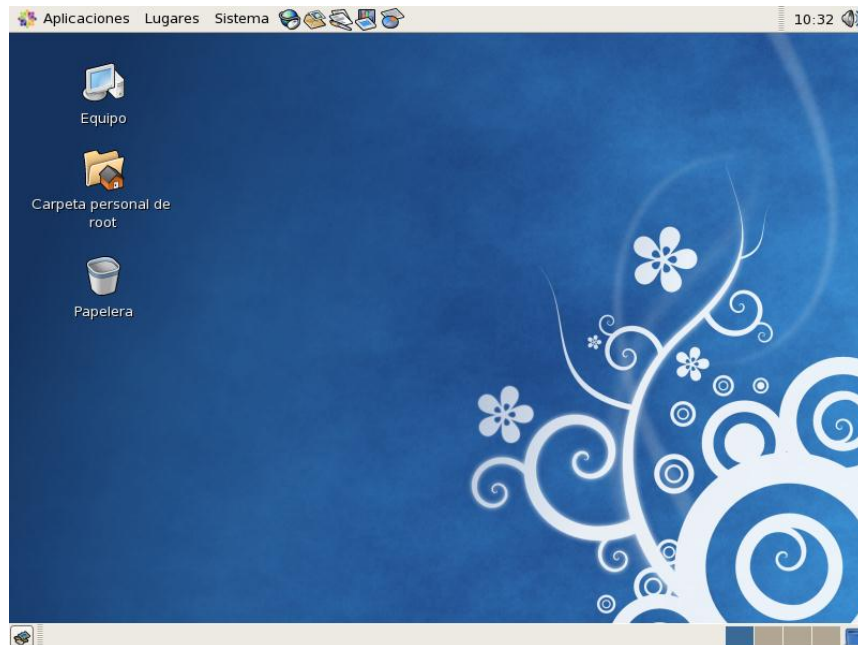 Aplicaciones Lugares Sistema 10:32
Equipo
Carpeta personal de
root
Papelera